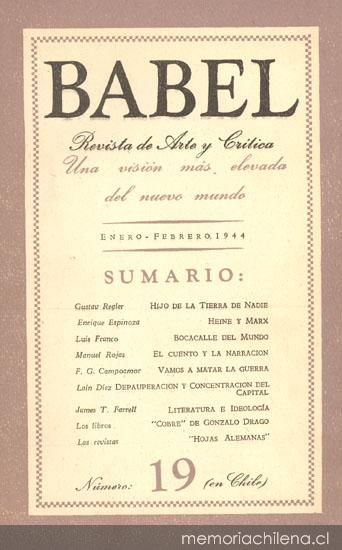 BABEL
Revista de Arte y Crítica
Una visión más elevada
del nuevo mundo
ENERO - FEBRERO, 1944
SUMARIO:
Gustav Regler HIJO DE LA TIERRA DE NADIE
Enrique Espinoza HEINE Y MARX
Luis Franco BOCACALLE DEL MUNDO
Manuel Rojas EL CUENTO Y LA NARRACION
F. G. Campoamor VAMOS A MATAR LA GUERRA
Laín Diez DEPAUPERACION Y CONCENTRACION DEL
CAPITAL
James T. Farrell LITERATURA E IDEOLOGÍA
Los libros "COBRE" DE GONZALO DRAGO
Las revistas "HOJAS ALEMANAS"
Número: 19 (en Chile)
memoriachilena.cl